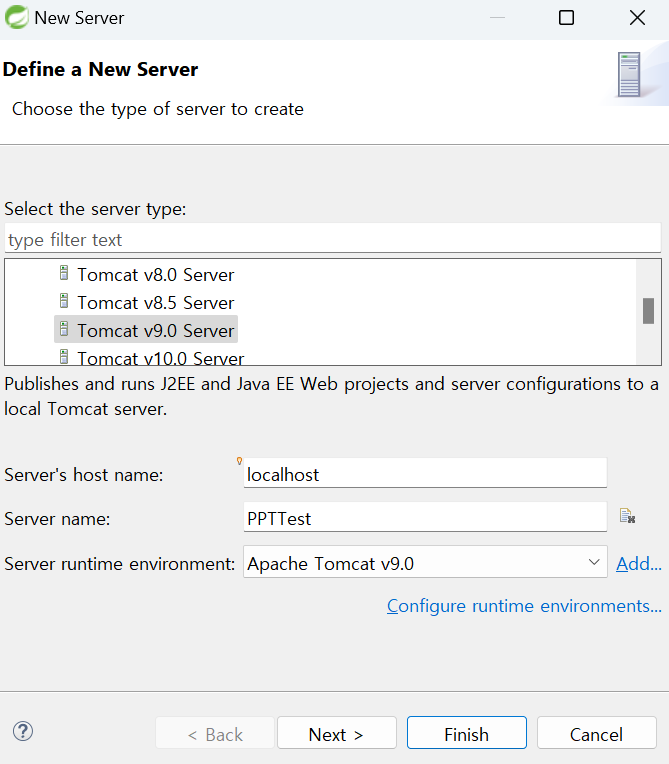 New Server
Define a New Server
Choose the type of server to create
Select the server type:
type filter text
Tomcat v8.0 Server
Tomcat v8.5 Server
Tomcat v9.0 Server
Tomcat v10.0 Server
Publishes and runs J2EE and Java EE Web projects and server configurations to a
local Tomcat server.
Server's host name: localhost
Server name: PPTTest
Server runtime environment: Apache Tomcat v9.0 Add...
Configure runtime environments...
? < Back Next > Finish Cancel